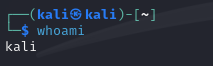 ┌──(kali㉿kali)-[~]
└─$ whoami
kali